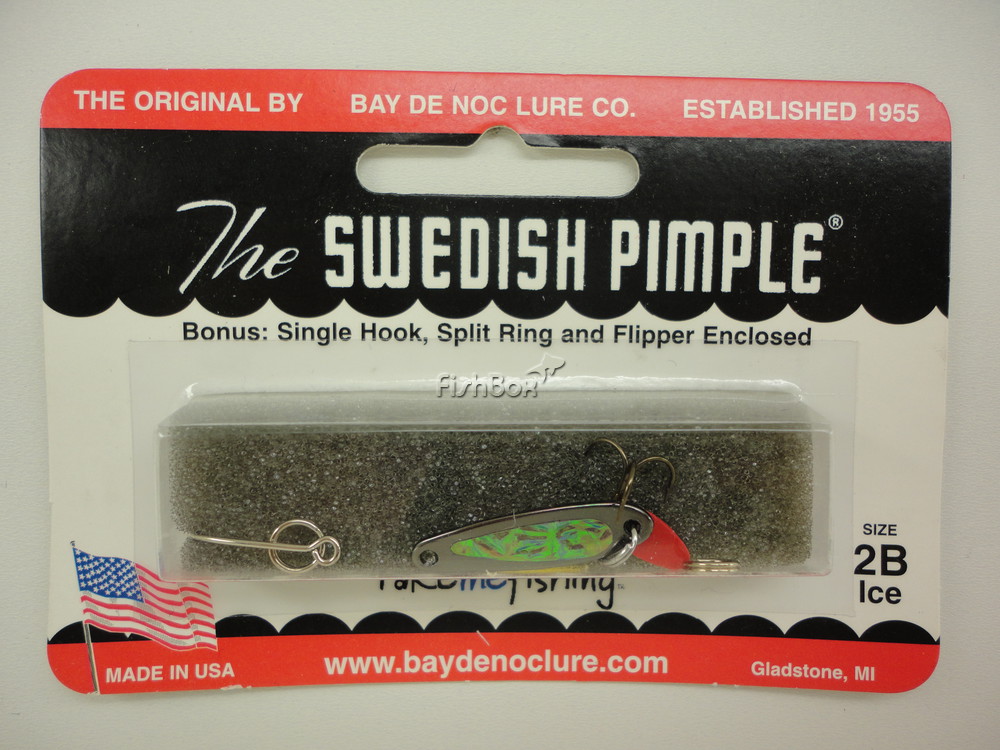 THE ORIGINAL BY BAY DE NOC LURE CO. ESTABLISHED 1955
The SWEDISH PIMPLE®
Bonus: Single Hook, Split Ring and Flipper Enclosed
FishBox
SIZE
2B
Ice
Takemefishing™
MADE IN USA www.baydenoclure.com Gladstone, MI